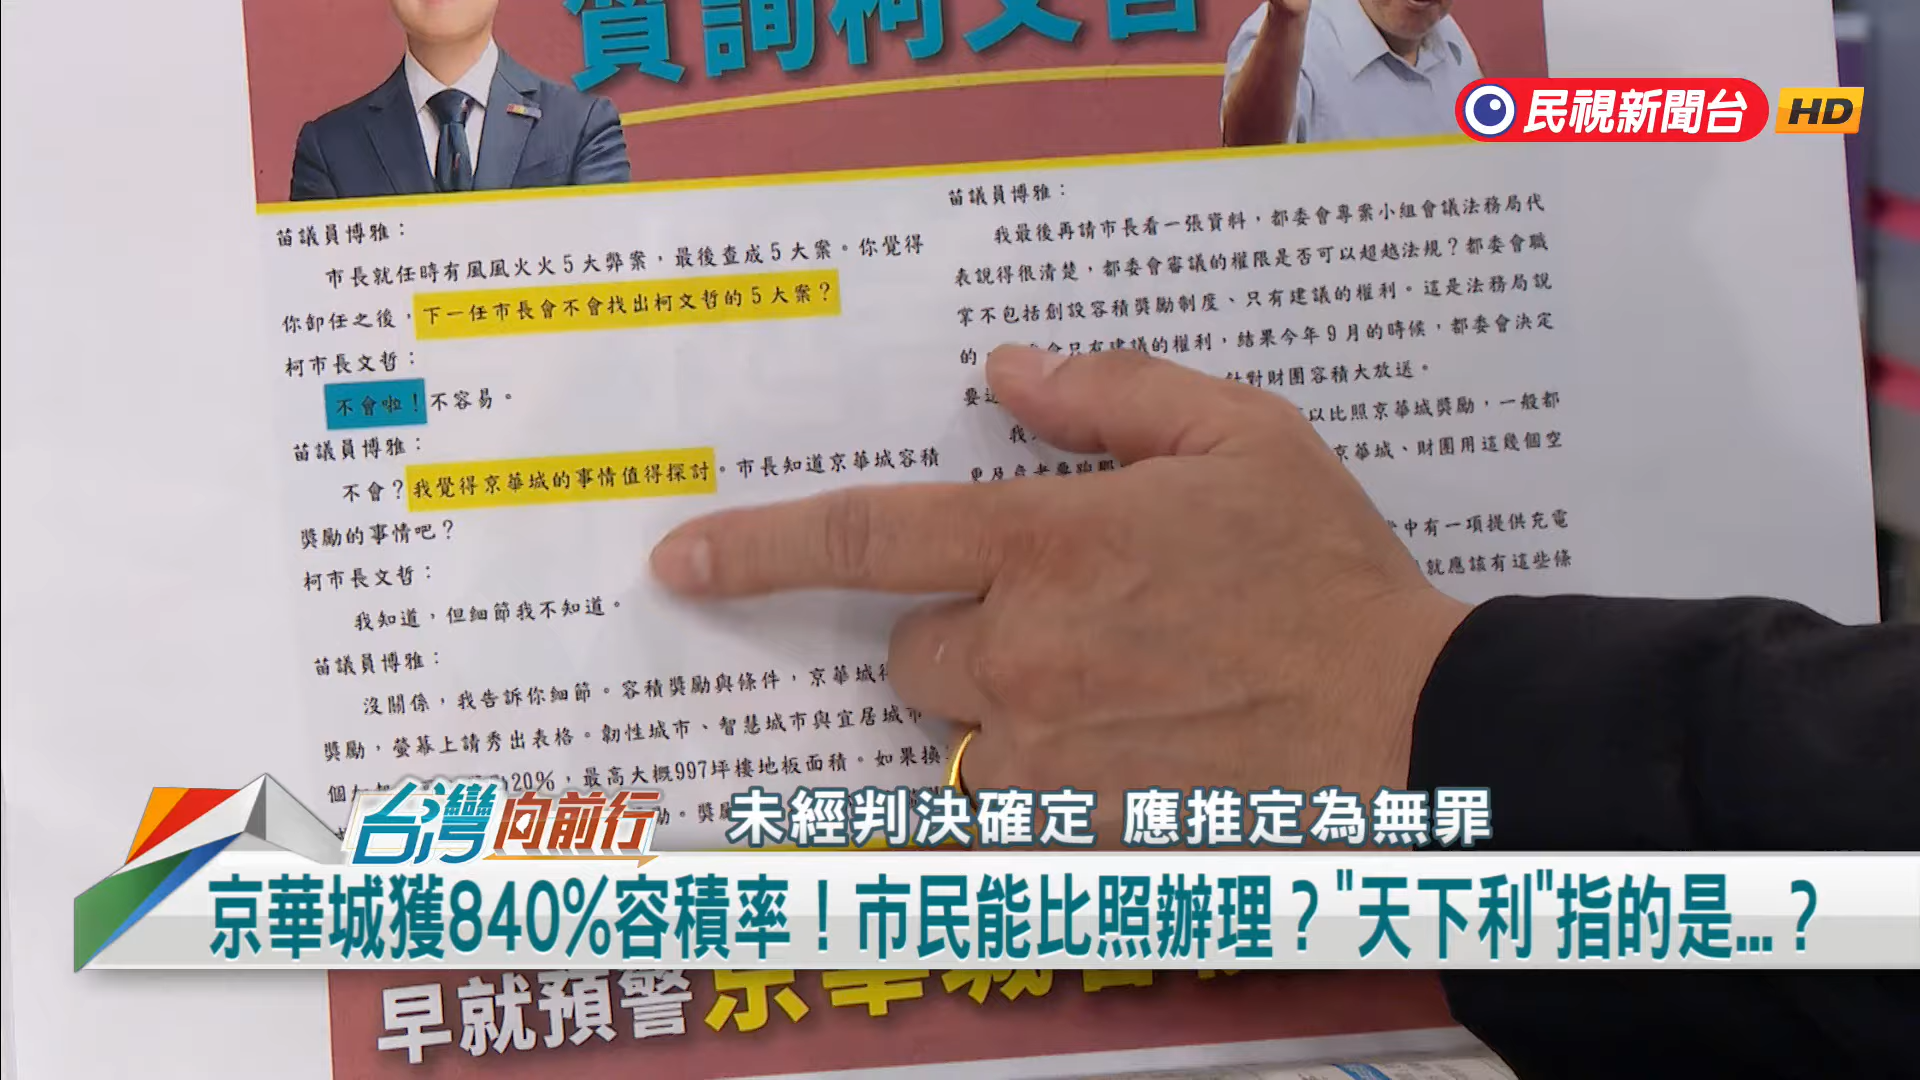 質詢柯文哲
民視新聞台 HD
苗議員博雅：
市長就任時有風風火火5大弊案，最後查成5大案。你覺得
你卸任之後，下一任市長會不會找出柯文哲的5大案？
柯市長文哲：
不會啦！不容易。
苗議員博雅：
不會？我覺得京華城的事情值得探討。市長知道京華城容積
獎勵的事情吧？
柯市長文哲：
我知道，但細節我不知道。
苗議員博雅：
沒關係，我告訴你細節。容積獎勵與條件，京華城
獎勵，螢幕上請秀出表格。韌性城市、智慧城市與宜居城市
個 20%，最高大概997坪樓地板面積。如果換
苗議員博雅：
我最後再請市長看一張資料，都委會專案小組會議法務局代
表說得很清楚，都委會審議的權限是否可以超越法規？都委會職
掌不包括創設容積獎勵制度、只有建議的權利。這是法務局說
的 會只有建議的權利，結果今年9月的時候，都委會決定
要 針對財團容積大放送。
我 以比照京華城獎勵，一般都
更 京華城、財團用這幾個空
中有一項提供充電
就應該有這些條
台灣向前行
未經判決確定 應推定為無罪
京華城獲840%容積率！市民能比照辦理？"天下利"指的是...？
早就預警京華城